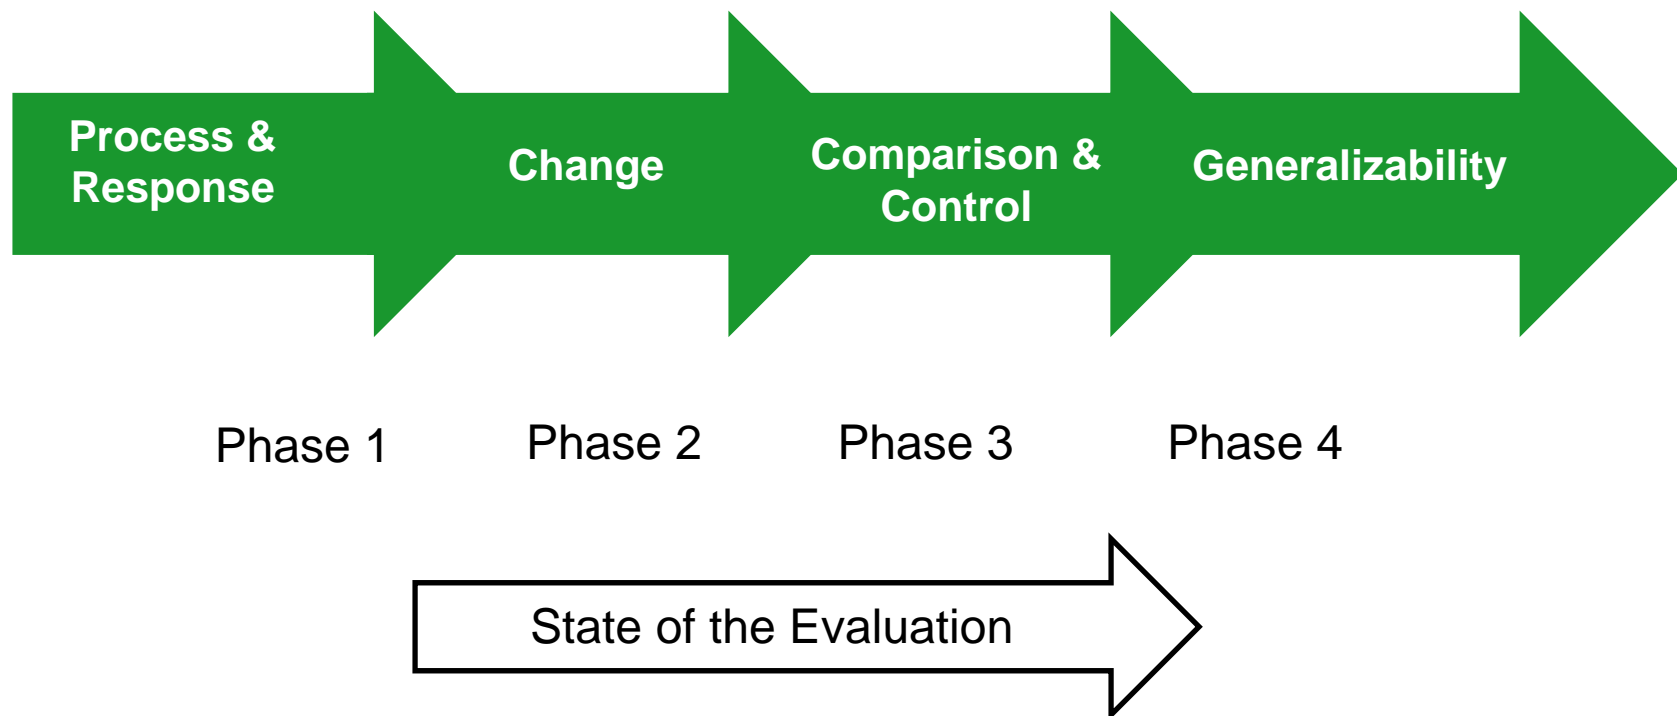 Process &
Response
Change
Comparison &
Control
Generalizability
Phase 1
Phase 2
Phase 3
Phase 4
State of the Evaluation